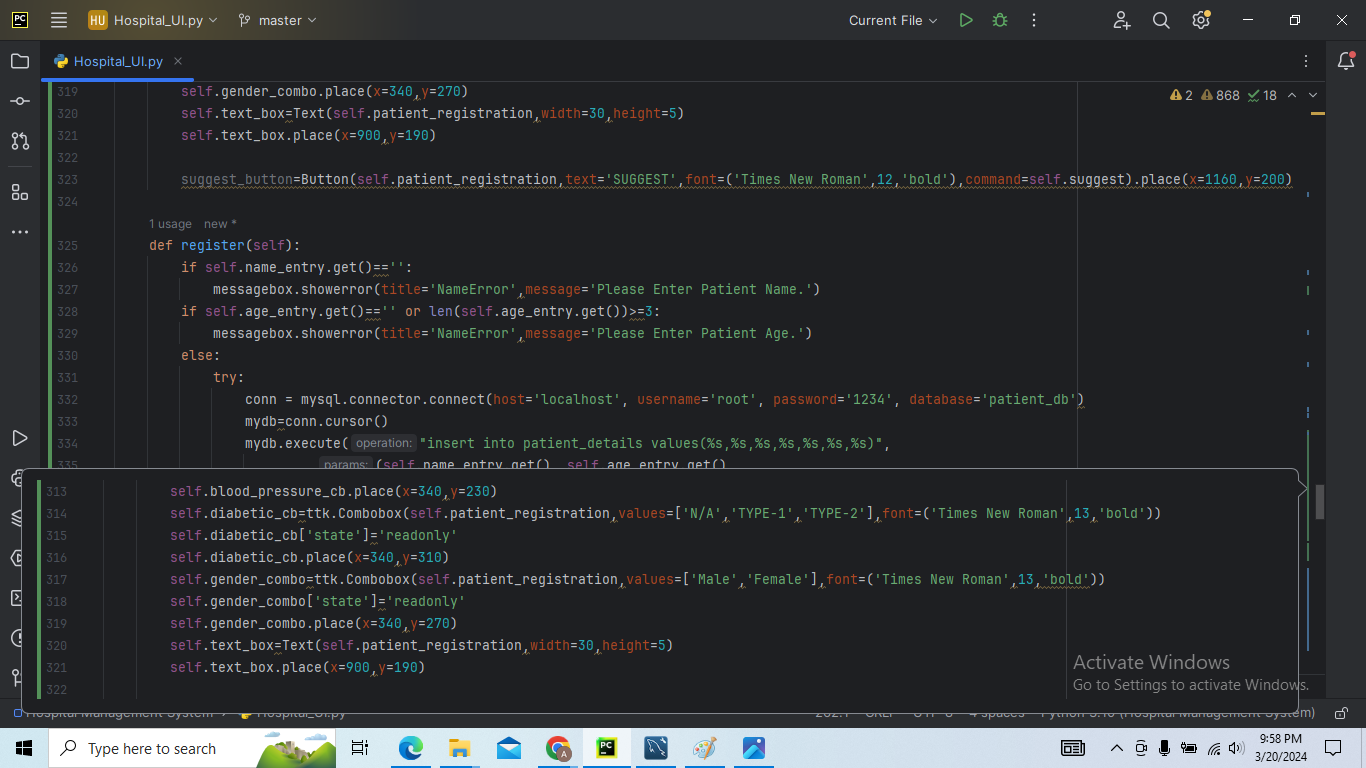 PC HU Hospital_UI.py master Current File
Hospital_UI.py
2 868 18
319 self.gender_combo.place(x=340,y=270)
320 self.text_box=Text(self.patient_registration,width=30,height=5)
321 self.text_box.place(x=900,y=190)
322
323 suggest_button=Button(self.patient_registration,text='SUGGEST',font=('Times New Roman',12,'bold'),command=self.suggest).place(x=1160,y=200)
324
1 usage new *
325 def register(self):
326 if self.name_entry.get()=='':
327 messagebox.showerror(title='NameError',message='Please Enter Patient Name.')
328 if self.age_entry.get()=='' or len(self.age_entry.get())>=3:
329 messagebox.showerror(title='NameError',message='Please Enter Patient Age.')
330 else:
331 try:
332 conn = mysql.connector.connect(host='localhost', username='root', password='1234', database='patient_db')
333 mydb=conn.cursor()
334 mydb.execute( operation: "insert into patient_details values(%s,%s,%s,%s,%s,%s,%s)",
335 params: (self.name_entry.get(), self.age_entry.get()
313 self.blood_pressure_cb.place(x=340,y=230)
314 self.diabetic_cb=ttk.Combobox(self.patient_registration,values=['N/A','TYPE-1','TYPE-2'],font=('Times New Roman',13,'bold'))
315 self.diabetic_cb['state']='readonly'
316 self.diabetic_cb.place(x=340,y=310)
317 self.gender_combo=ttk.Combobox(self.patient_registration,values=['Male','Female'],font=('Times New Roman',13,'bold'))
318 self.gender_combo['state']='readonly'
319 self.gender_combo.place(x=340,y=270)
320 self.text_box=Text(self.patient_registration,width=30,height=5)
321 self.text_box.place(x=900,y=190)
322
Activate Windows
Go to Settings to activate Windows.
Hospital Management System Hospital_UI.py 4 spaces Python 3.10 (Hospital Management System)
Type here to search
A
PC
9:58 PM
3/20/2024